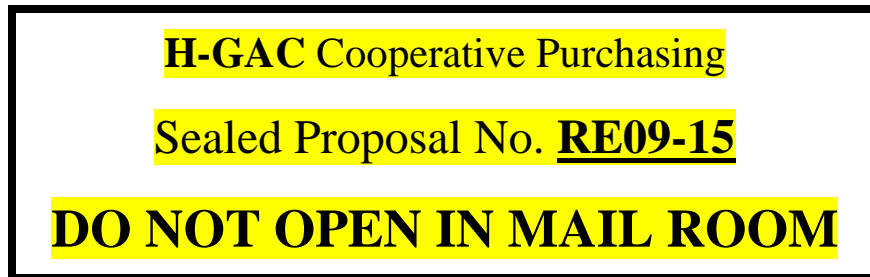 H-GAC Cooperative Purchasing
Sealed Proposal No. RE09-15
DO NOT OPEN IN MAIL ROOM